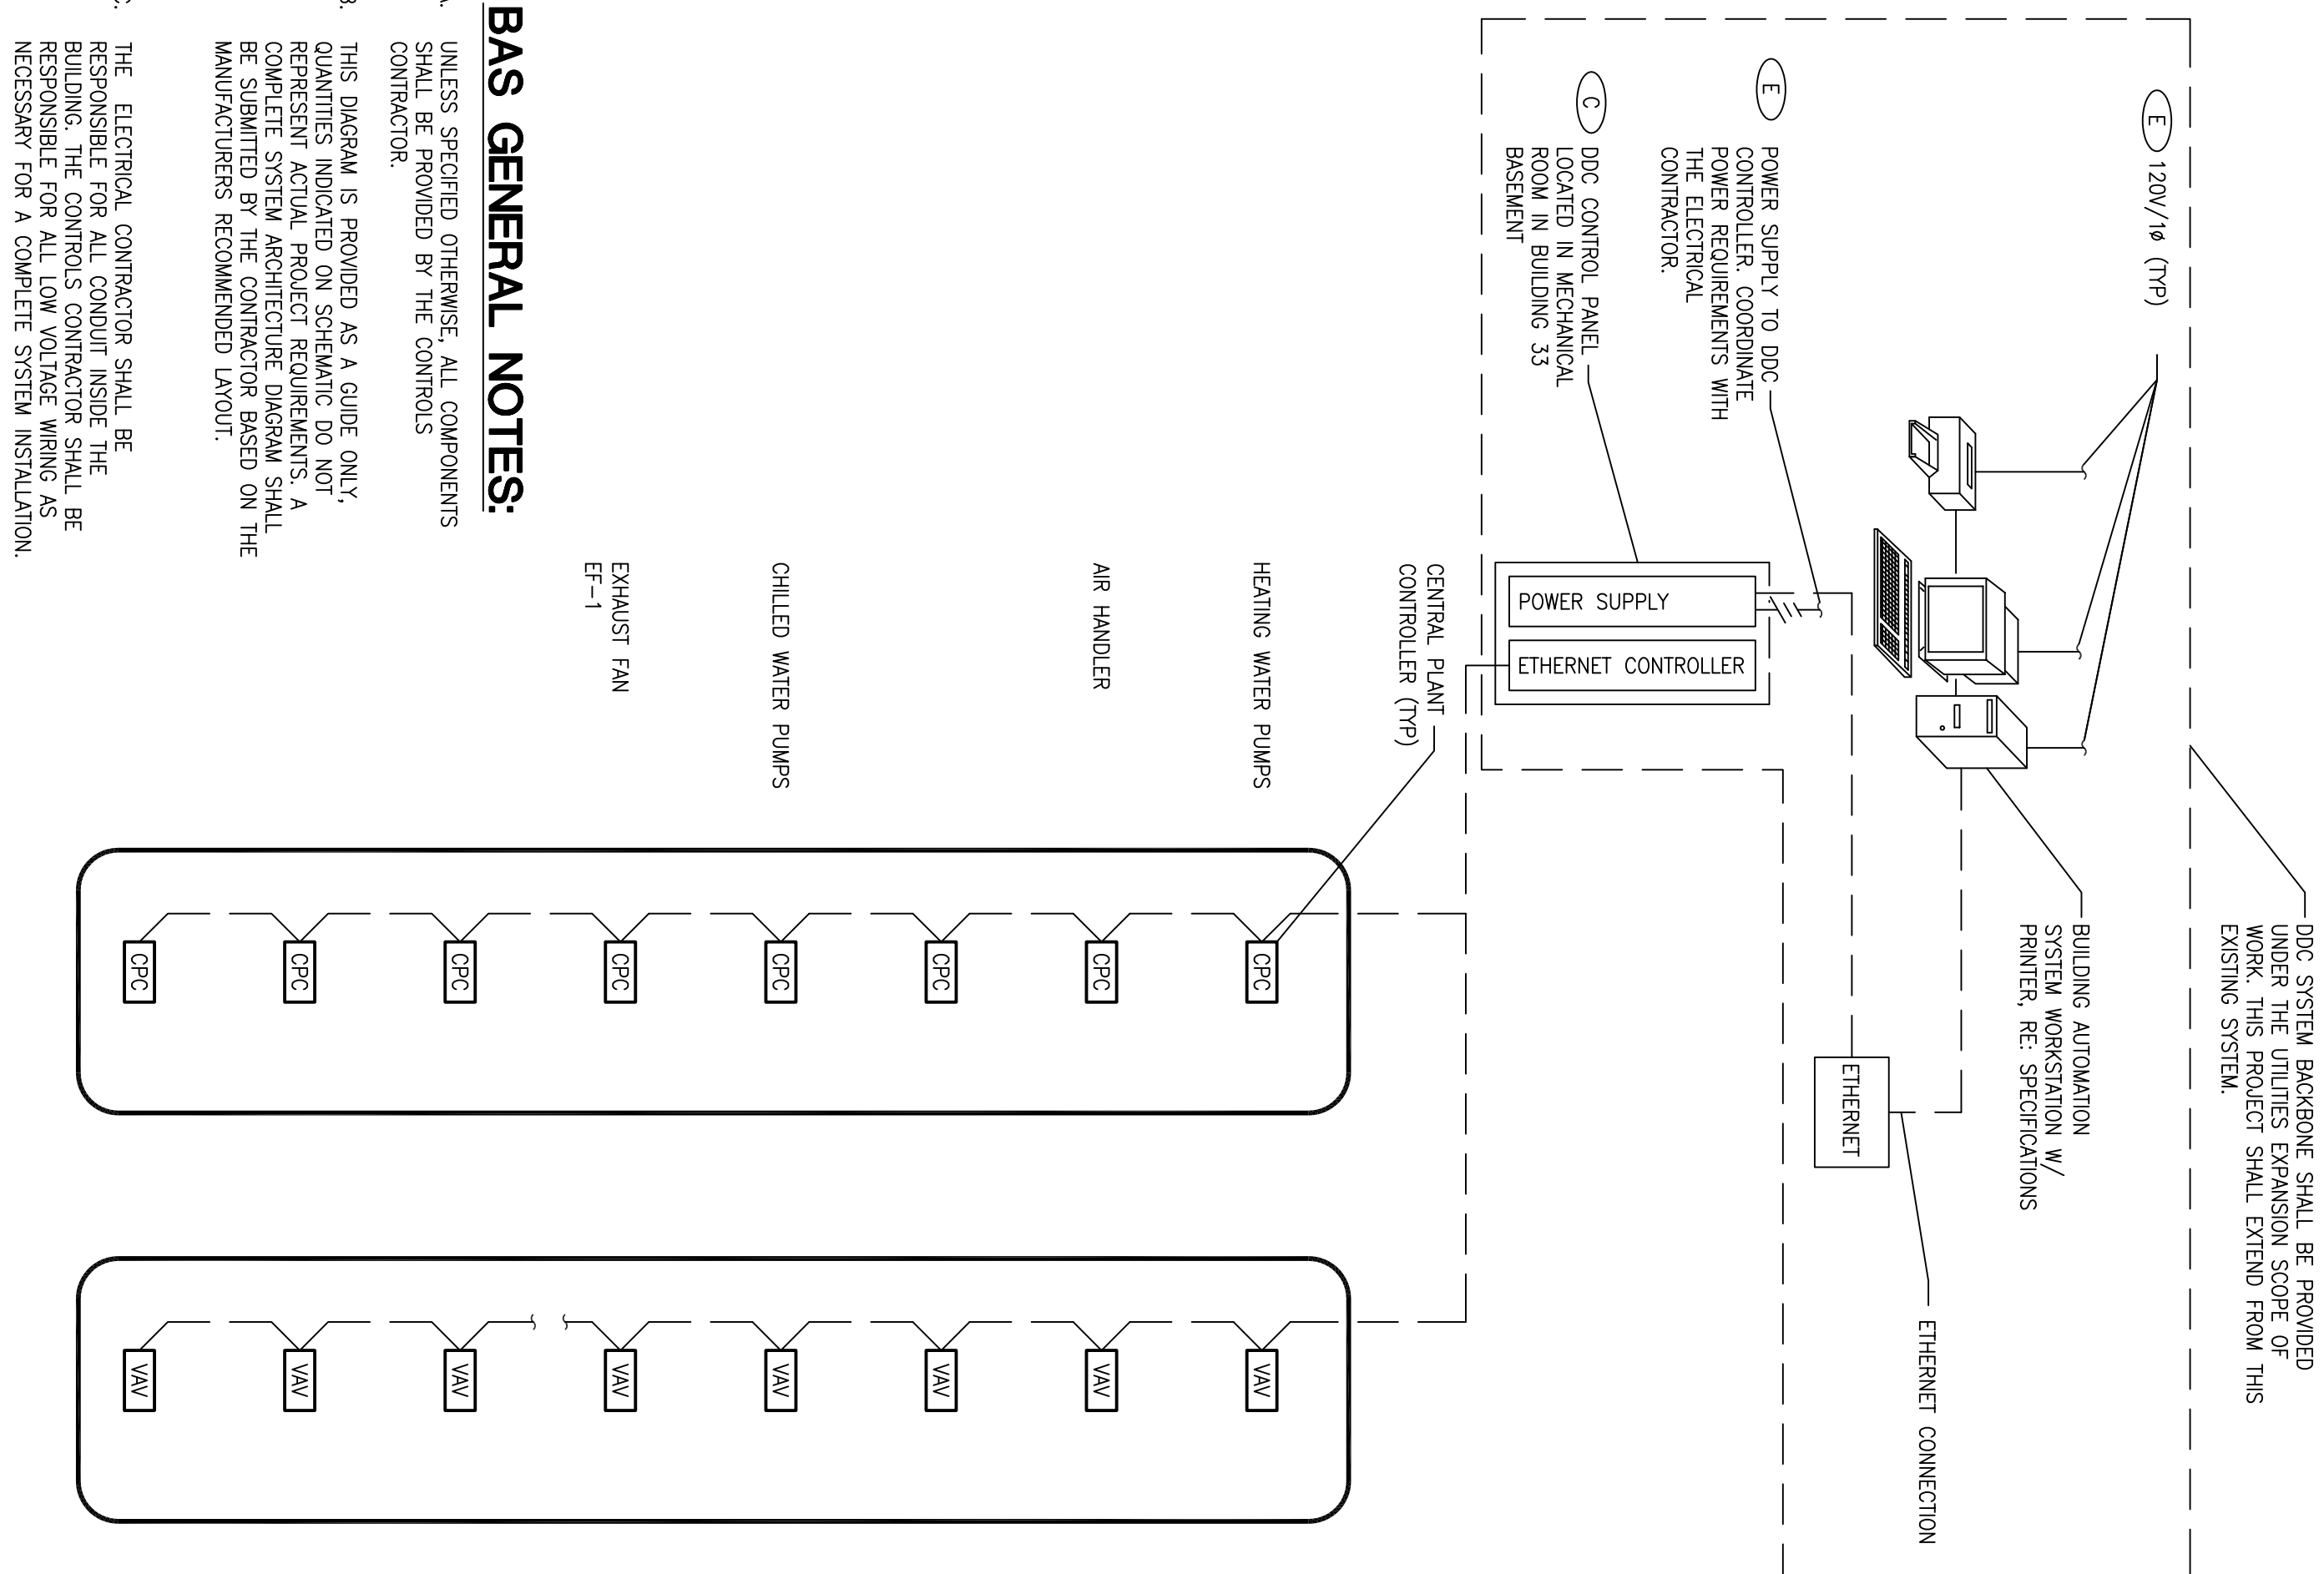 DDC SYSTEM BACKBONE SHALL BE PROVIDED
UNDER THE UTILITIES EXPANSION SCOPE OF
WORK. THIS PROJECT SHALL EXTEND FROM THIS
EXISTING SYSTEM.
E
120V/1ø (TYP)
BUILDING AUTOMATION
SYSTEM WORKSTATION W/
PRINTER, RE: SPECIFICATIONS
ETHERNET CONNECTION
ETHERNET
E
POWER SUPPLY TO DDC
CONTROLLER. COORDINATE
POWER REQUIREMENTS WITH
THE ELECTRICAL
CONTRACTOR.
C
DDC CONTROL PANEL
LOCATED IN MECHANICAL
ROOM IN BUILDING 33
BASEMENT
POWER SUPPLY
ETHERNET CONTROLLER
CENTRAL PLANT
CONTROLLER (TYP)
HEATING WATER PUMPS
CPC
VAV
AIR HANDLER
CPC
VAV
CPC
VAV
CHILLED WATER PUMPS
CPC
VAV
EXHAUST FAN
EF-1
CPC
VAV
CPC
VAV
CPC
VAV
CPC
VAV
BAS GENERAL NOTES:
A. UNLESS SPECIFIED OTHERWISE, ALL COMPONENTS
SHALL BE PROVIDED BY THE CONTROLS
CONTRACTOR.
B. THIS DIAGRAM IS PROVIDED AS A GUIDE ONLY,
QUANTITIES INDICATED ON SCHEMATIC DO NOT
REPRESENT ACTUAL PROJECT REQUIREMENTS. A
COMPLETE SYSTEM ARCHITECTURE DIAGRAM SHALL
BE SUBMITTED BY THE CONTRACTOR BASED ON THE
MANUFACTURERS RECOMMENDED LAYOUT.
C. THE ELECTRICAL CONTRACTOR SHALL BE
RESPONSIBLE FOR ALL CONDUIT INSIDE THE
BUILDING. THE CONTROLS CONTRACTOR SHALL BE
RESPONSIBLE FOR ALL LOW VOLTAGE WIRING AS
NECESSARY FOR A COMPLETE SYSTEM INSTALLATION.